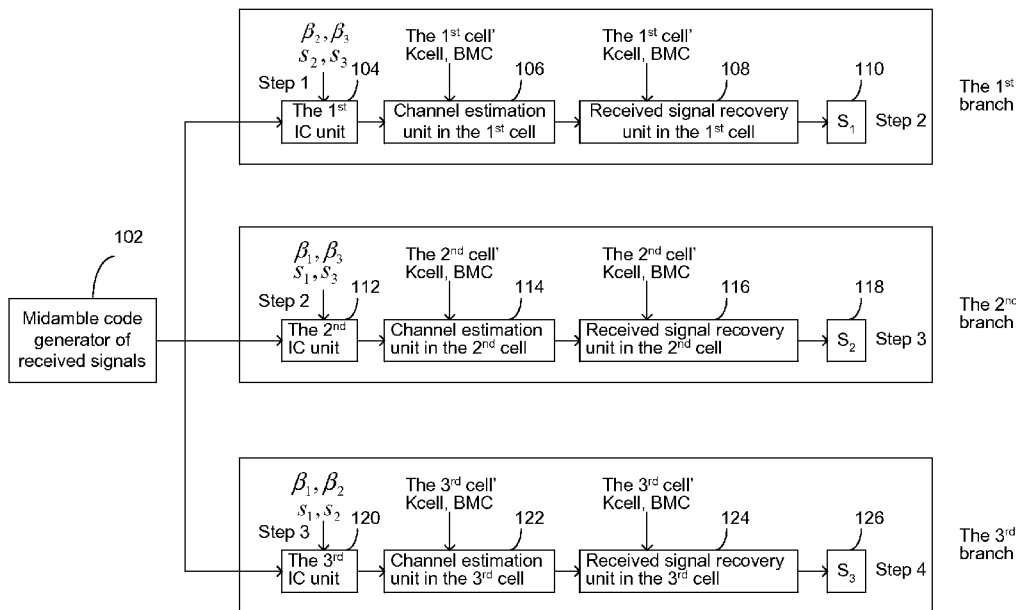 β₂, β₃
s₂, s₃
Step 1
104
The 1st
IC unit
The 1st cell'
Kcell, BMC
106
Channel estimation
unit in the 1st cell
The 1st cell'
Kcell, BMC
108
Received signal recovery
unit in the 1st cell
110
S₁
Step 2
The 1st
branch
102
Midamble code
generator of
received signals
β₁, β₃
s₁, s₃
Step 2
112
The 2nd
IC unit
The 2nd cell'
Kcell, BMC
114
Channel estimation
unit in the 2nd cell
The 2nd cell'
Kcell, BMC
116
Received signal recovery
unit in the 2nd cell
118
S₂
Step 3
The 2nd
branch
β₁, β₂
s₁, s₂
Step 3
120
The 3rd
IC unit
The 3rd cell'
Kcell, BMC
122
Channel estimation
unit in the 3rd cell
The 3rd cell'
Kcell, BMC
124
Received signal recovery
unit in the 3rd cell
126
S₃
Step 4
The 3rd
branch